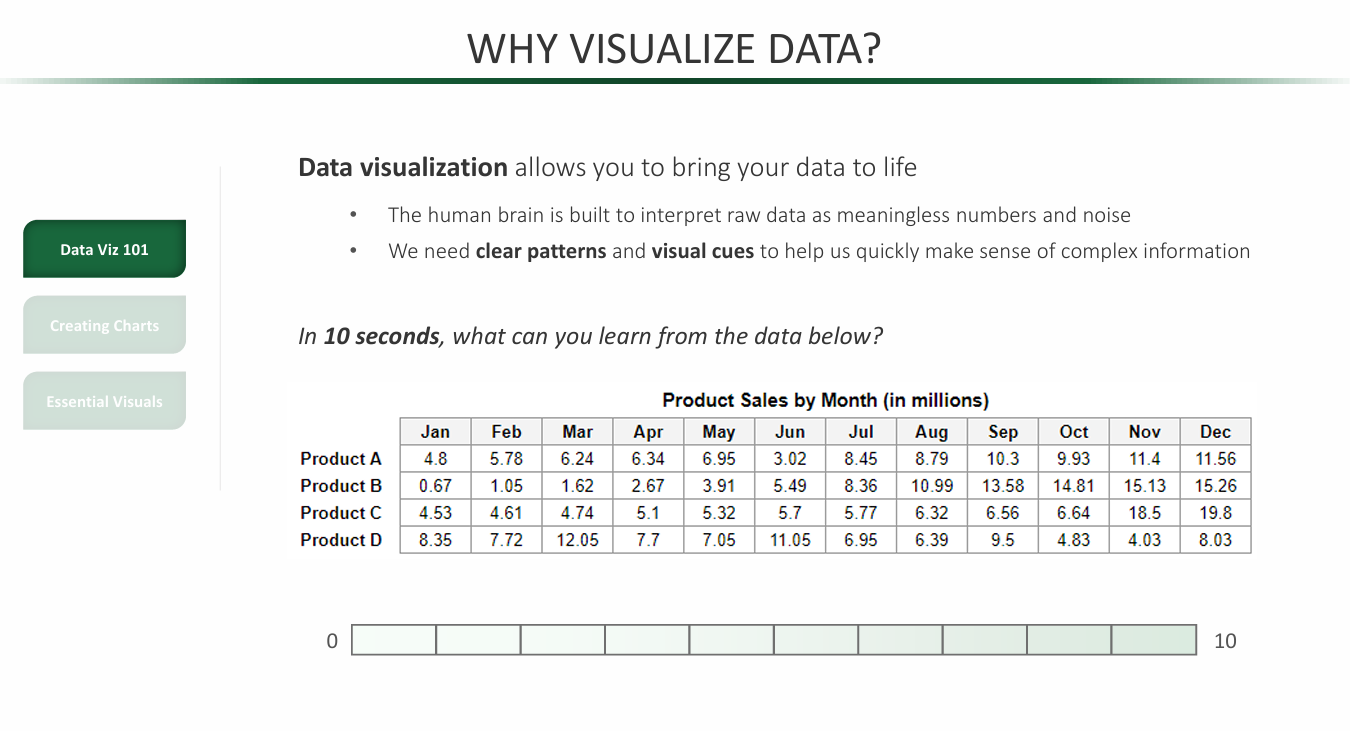 WHY VISUALIZE DATA?
Data Viz 101
Creating Charts
Essential Visuals
Data visualization allows you to bring your data to life
• The human brain is built to interpret raw data as meaningless numbers and noise
• We need clear patterns and visual cues to help us quickly make sense of complex information
In 10 seconds, what can you learn from the data below?
Product Sales by Month (in millions)
Jan Feb Mar Apr May Jun Jul Aug Sep Oct Nov Dec
Product A 4.8 5.78 6.24 6.34 6.95 3.02 8.45 8.79 10.3 9.93 11.4 11.56
Product B 0.67 1.05 1.62 2.67 3.91 5.49 8.36 10.99 13.58 14.81 15.13 15.26
Product C 4.53 4.61 4.74 5.1 5.32 5.7 5.77 6.32 6.56 6.64 18.5 19.8
Product D 8.35 7.72 12.05 7.7 7.05 11.05 6.95 6.39 9.5 4.83 4.03 8.03
0 10